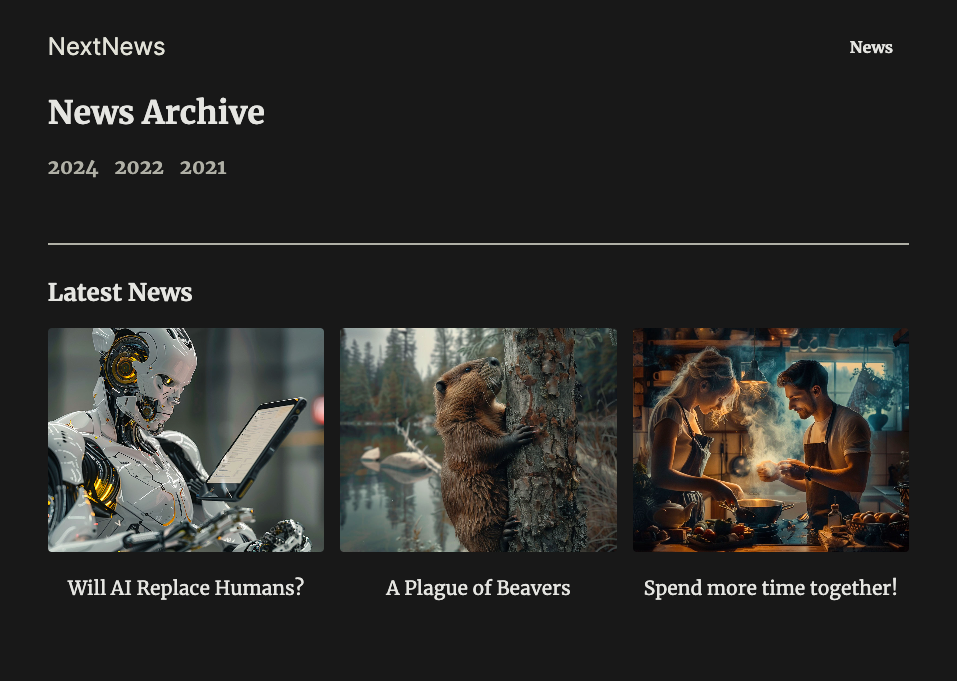 NextNews
News
News Archive
2024 2022 2021
Latest News
Will AI Replace Humans?
A Plague of Beavers
Spend more time together!